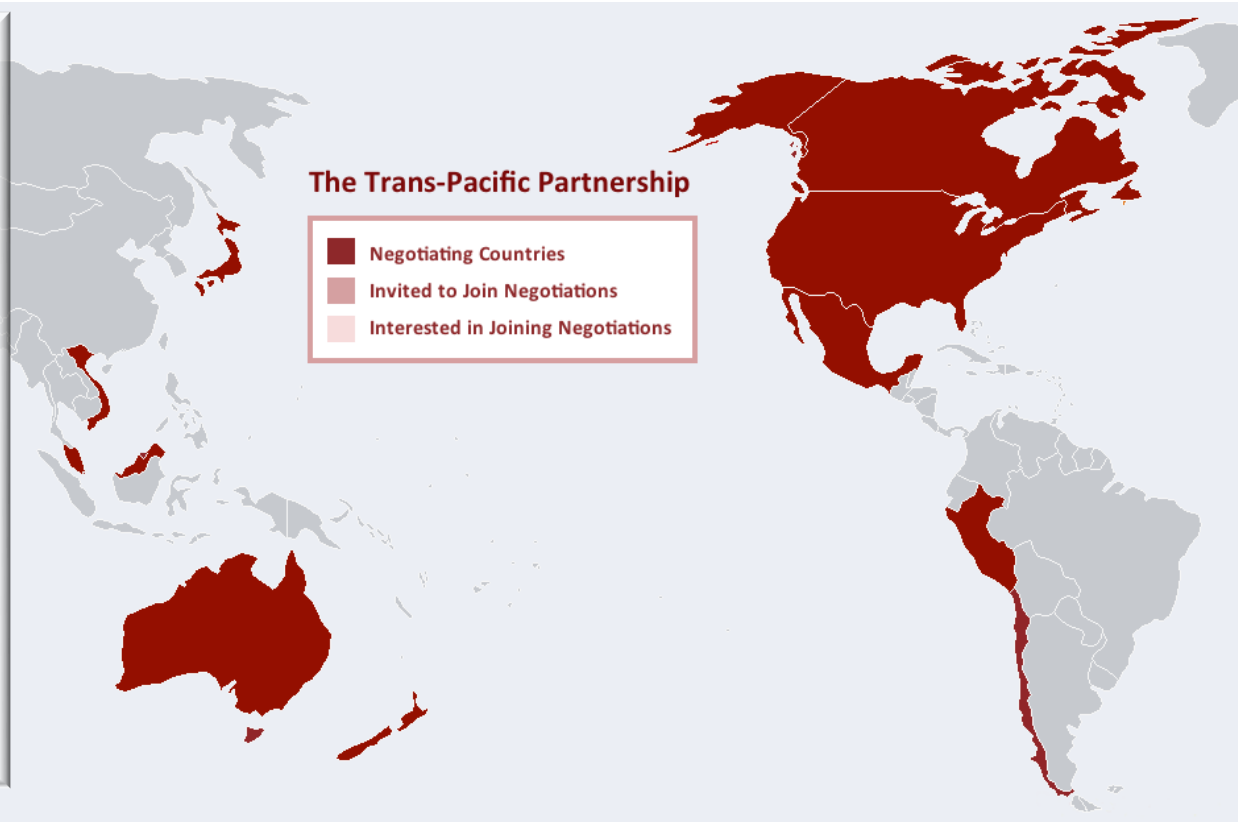 The Trans-Pacific Partnership
Negotiating Countries
Invited to Join Negotiations
Interested in Joining Negotiations